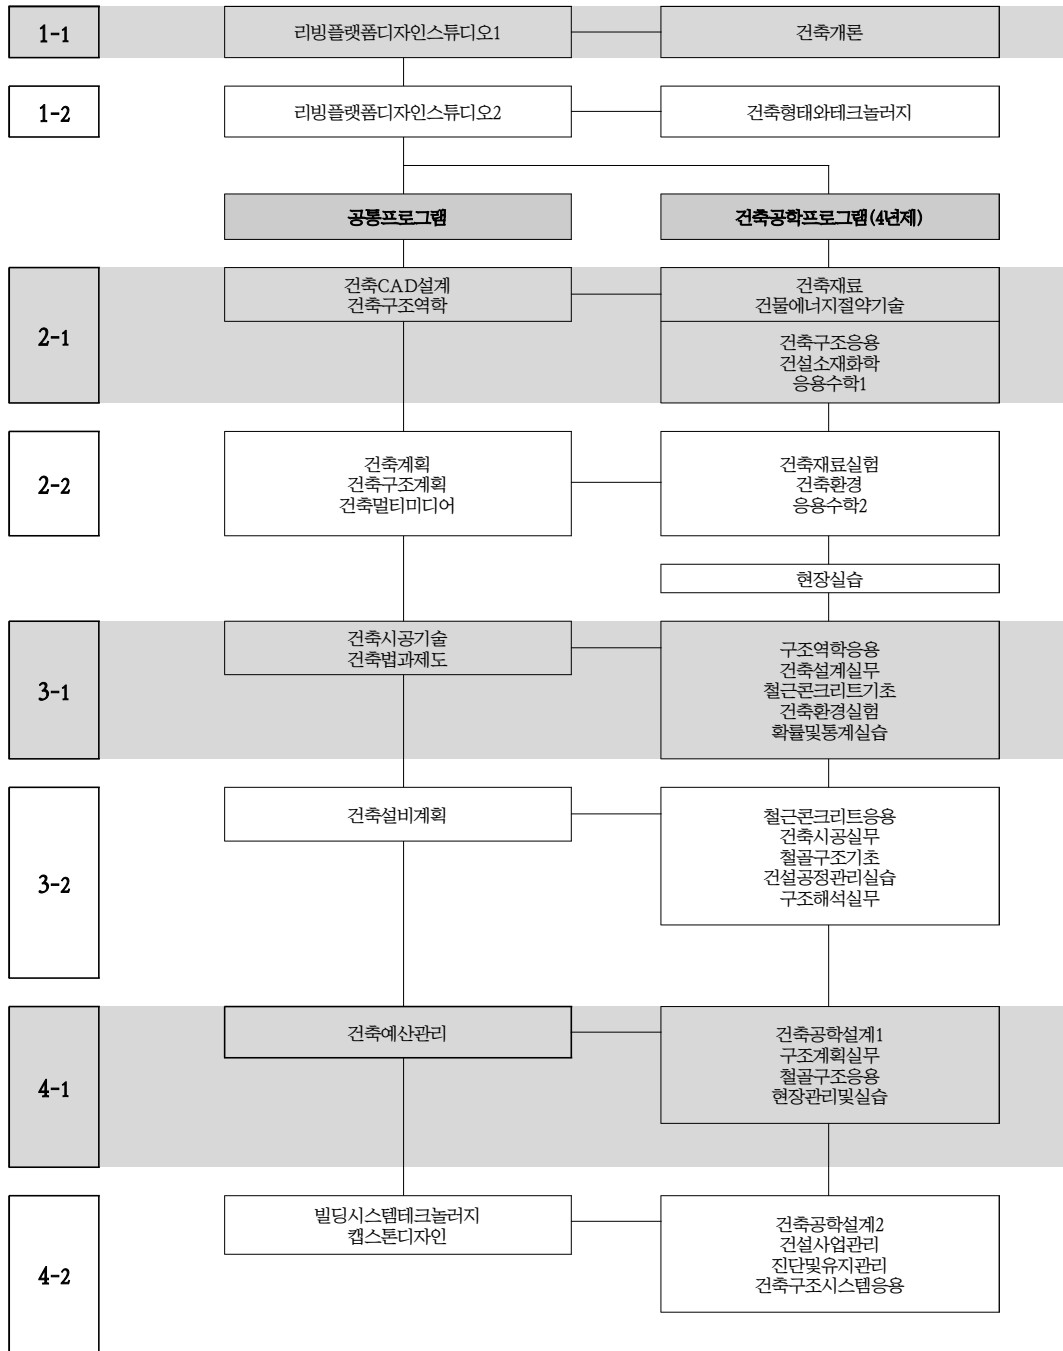 1-1
리빙플랫폼디자인스튜디오1
건축개론
1-2
리빙플랫폼디자인스튜디오2
건축형태와테크놀러지
공통프로그램
건축공학프로그램(4년제)
2-1
건축CAD설계
건축구조역학
건축재료
건물에너지절약기술
건축구조응용
건설소재화학
응용수학1
2-2
건축계획
건축구조계획
건축멀티미디어
건축재료실험
건축환경
응용수학2
현장실습
3-1
건축시공기술
건축법과제도
구조역학응용
건축설계실무
철근콘크리트기초
건축환경실험
확률및통계실습
3-2
건축설비계획
철근콘크리트응용
건축시공실무
철골구조기초
건설공정관리실습
구조해석실무
4-1
건축예산관리
건축공학설계1
구조계획실무
철골구조응용
현장관리및실습
4-2
빌딩시스템테크놀러지
캡스톤디자인
건축공학설계2
건설사업관리
진단및유지관리
건축구조시스템응용